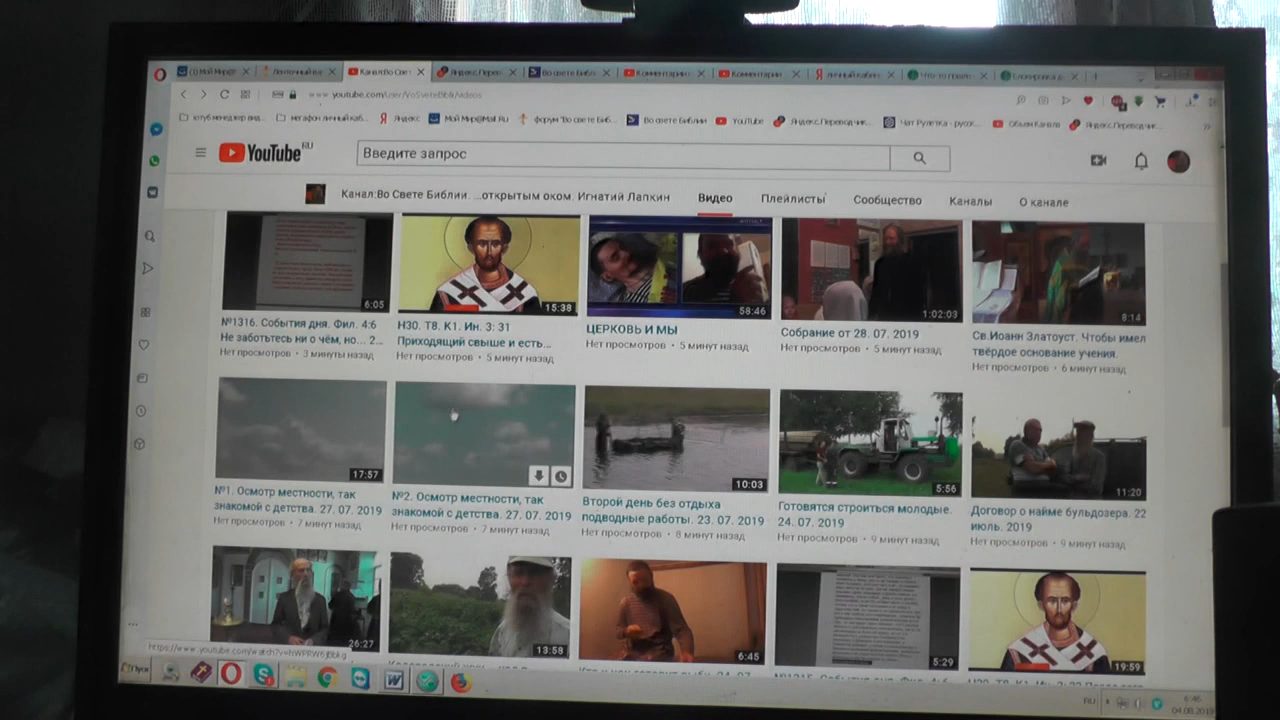 (1) Мой Мир@
Канал:Во Свет
Яндекс.Перев
Во свете Библ
Комментарии
Комментарии
личный кабин
Что-то пошло
www.youtube.com/user/VoSveteBiblii/videos
мегафон личный каб...
Яндекс
Мой Мир@Mail.Ru
форум "Во свете Биб...
Во свете Библии
YouTube
Яндекс.Переводчик...
Чат Рулетка - русск...
Объем Канала
Яндекс.Переводчик...
YouTube RU
Введите запрос
Канал:Во Свете Библии. ...открытым оком. Игнатий Лапкин
Видео
Плейлисты
Сообщество
Каналы
О канале
6:05
15:38
58:46
1:02:03
8:14
№1316. События дня. Фил. 4:6
Не заботьтесь ни о чём, но... 2...
Нет просмотров • 3 минуты назад
Н30. Т8. К1. Ин. 3: 31
Приходящий свыше и есть...
Нет просмотров • 5 минут назад
ЦЕРКОВЬ И МЫ
Нет просмотров • 5 минут назад
Собрание от 28. 07. 2019
Нет просмотров • 5 минут назад
Св.Иоанн Златоуст. Чтобы имел
твёрдое основание учения.
Нет просмотров • 6 минут назад
17:57
10:03
5:56
11:20
№1. Осмотр местности, так
знакомой с детства. 27. 07. 2019
Нет просмотров • 7 минут назад
№2. Осмотр местности, так
знакомой с детства. 27. 07. 2019
Нет просмотров • 7 минут назад
Второй день без отдыха
подводные работы. 23. 07. 2019
Нет просмотров • 8 минут назад
Готовятся строиться молодые.
24. 07. 2019
Нет просмотров • 9 минут назад
Договор о найме бульдозера. 22
июль. 2019
Нет просмотров • 9 минут назад
26:27
13:58
6:45
5:29
19:59
RU
6:46
04.08.2019